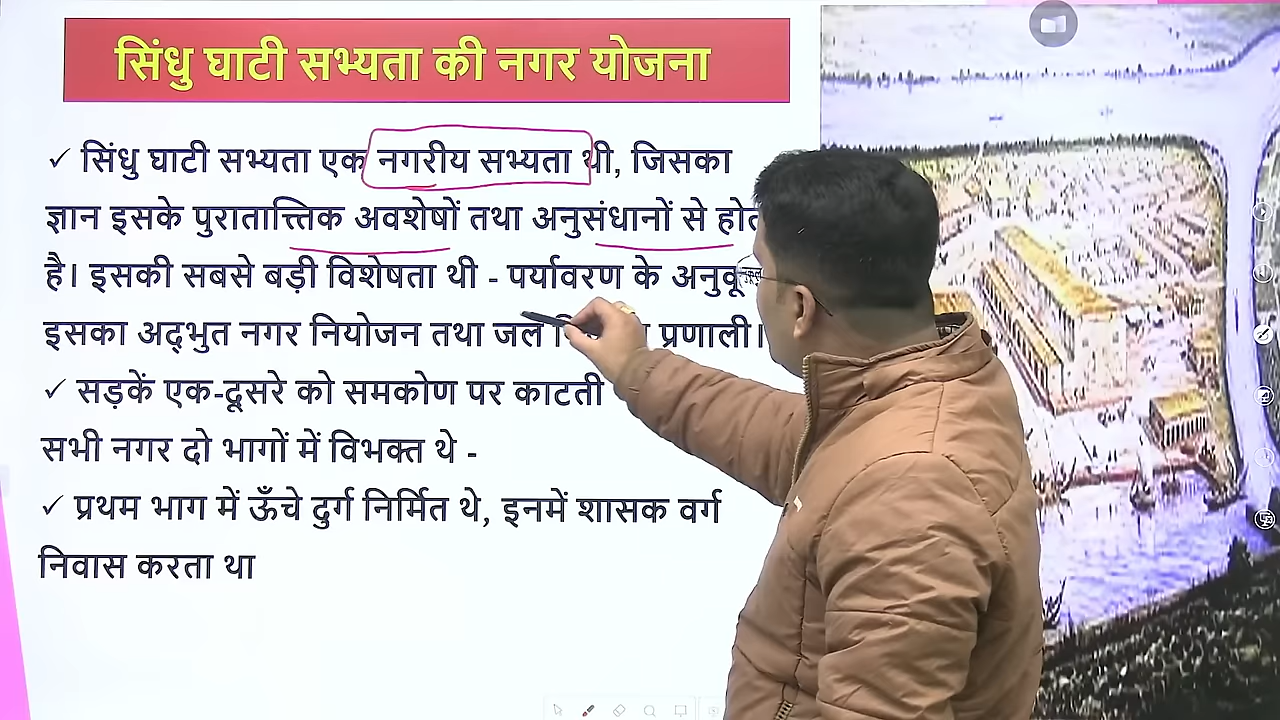 सिंधु घाटी सभ्यता की नगर योजना
✓ सिंधु घाटी सभ्यता एक नगरीय सभ्यता थी, जिसका
ज्ञान इसके पुरातात्त्विक अवशेषों तथा अनुसंधानों से
है। इसकी सबसे बड़ी विशेषता थी - पर्यावरण के
इसका अद्भुत नगर नियोजन तथा जल प्रणाली।
✓ सड़कें एक-दूसरे को समकोण पर काटती
सभी नगर दो भागों में विभक्त थे -
✓ प्रथम भाग में ऊँचे दुर्ग निर्मित थे, इनमें शासक वर्ग
निवास करता था